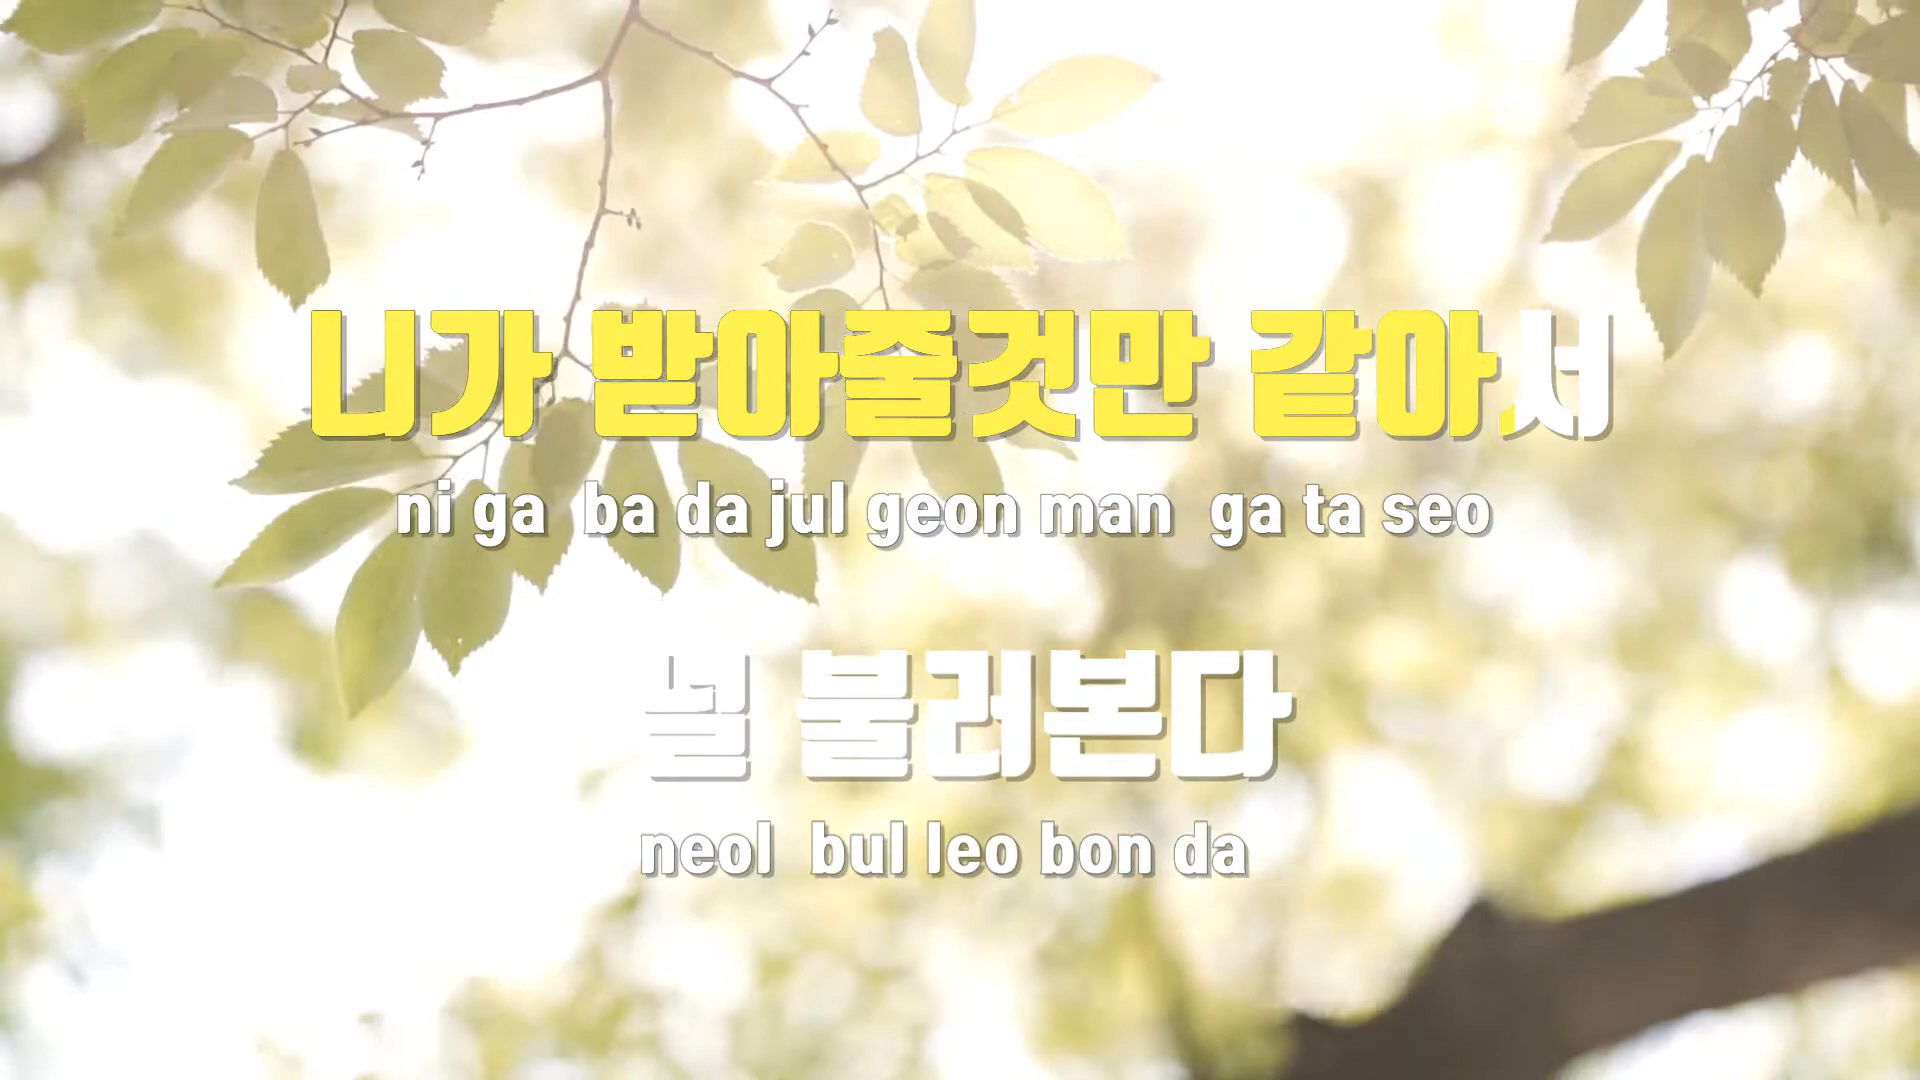 니가 받아줄것만 같아서
ni ga ba da jul geon man ga ta seo
널 불러본다
neol bul leo bon da